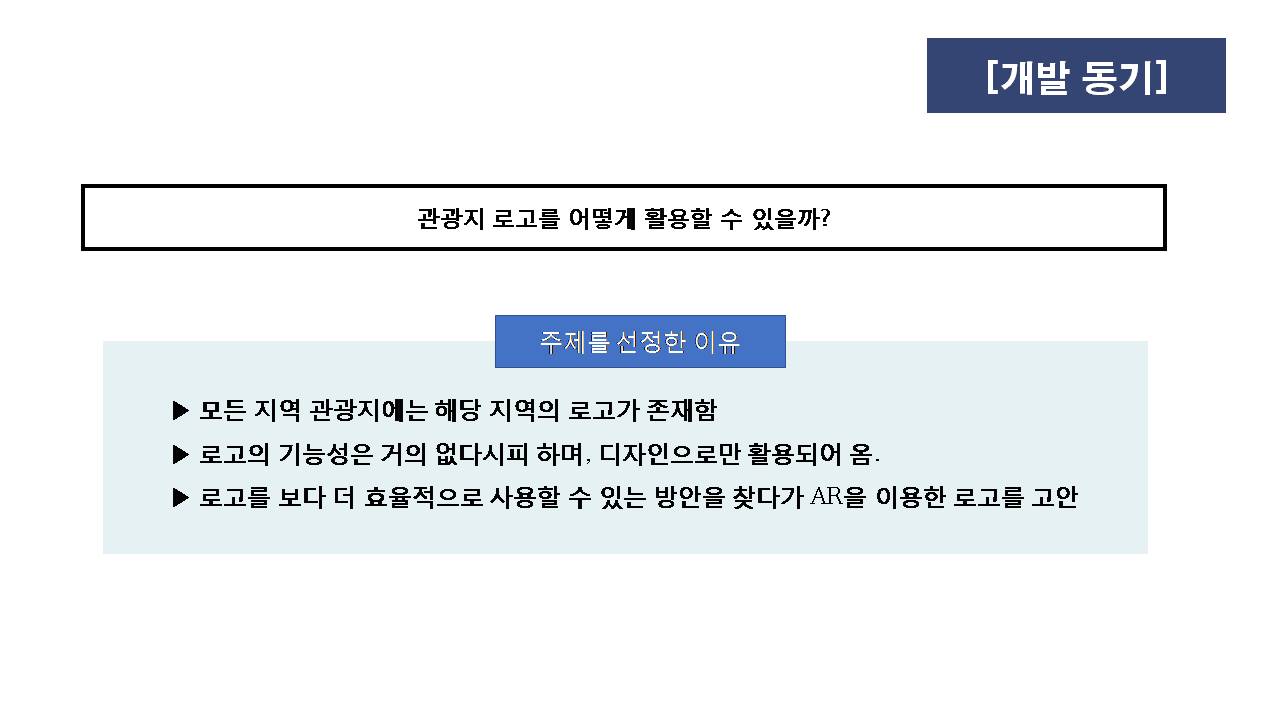 [개발 동기]
관광지 로고를 어떻게 활용할 수 있을까?
주제를 선정한 이유
▶ 모든 지역 관광지에는 해당 지역의 로고가 존재함
▶ 로고의 기능성은 거의 없다시피 하며, 디자인으로만 활용되어 옴.
▶ 로고를 보다 더 효율적으로 사용할 수 있는 방안을 찾다가 AR을 이용한 로고를 고안